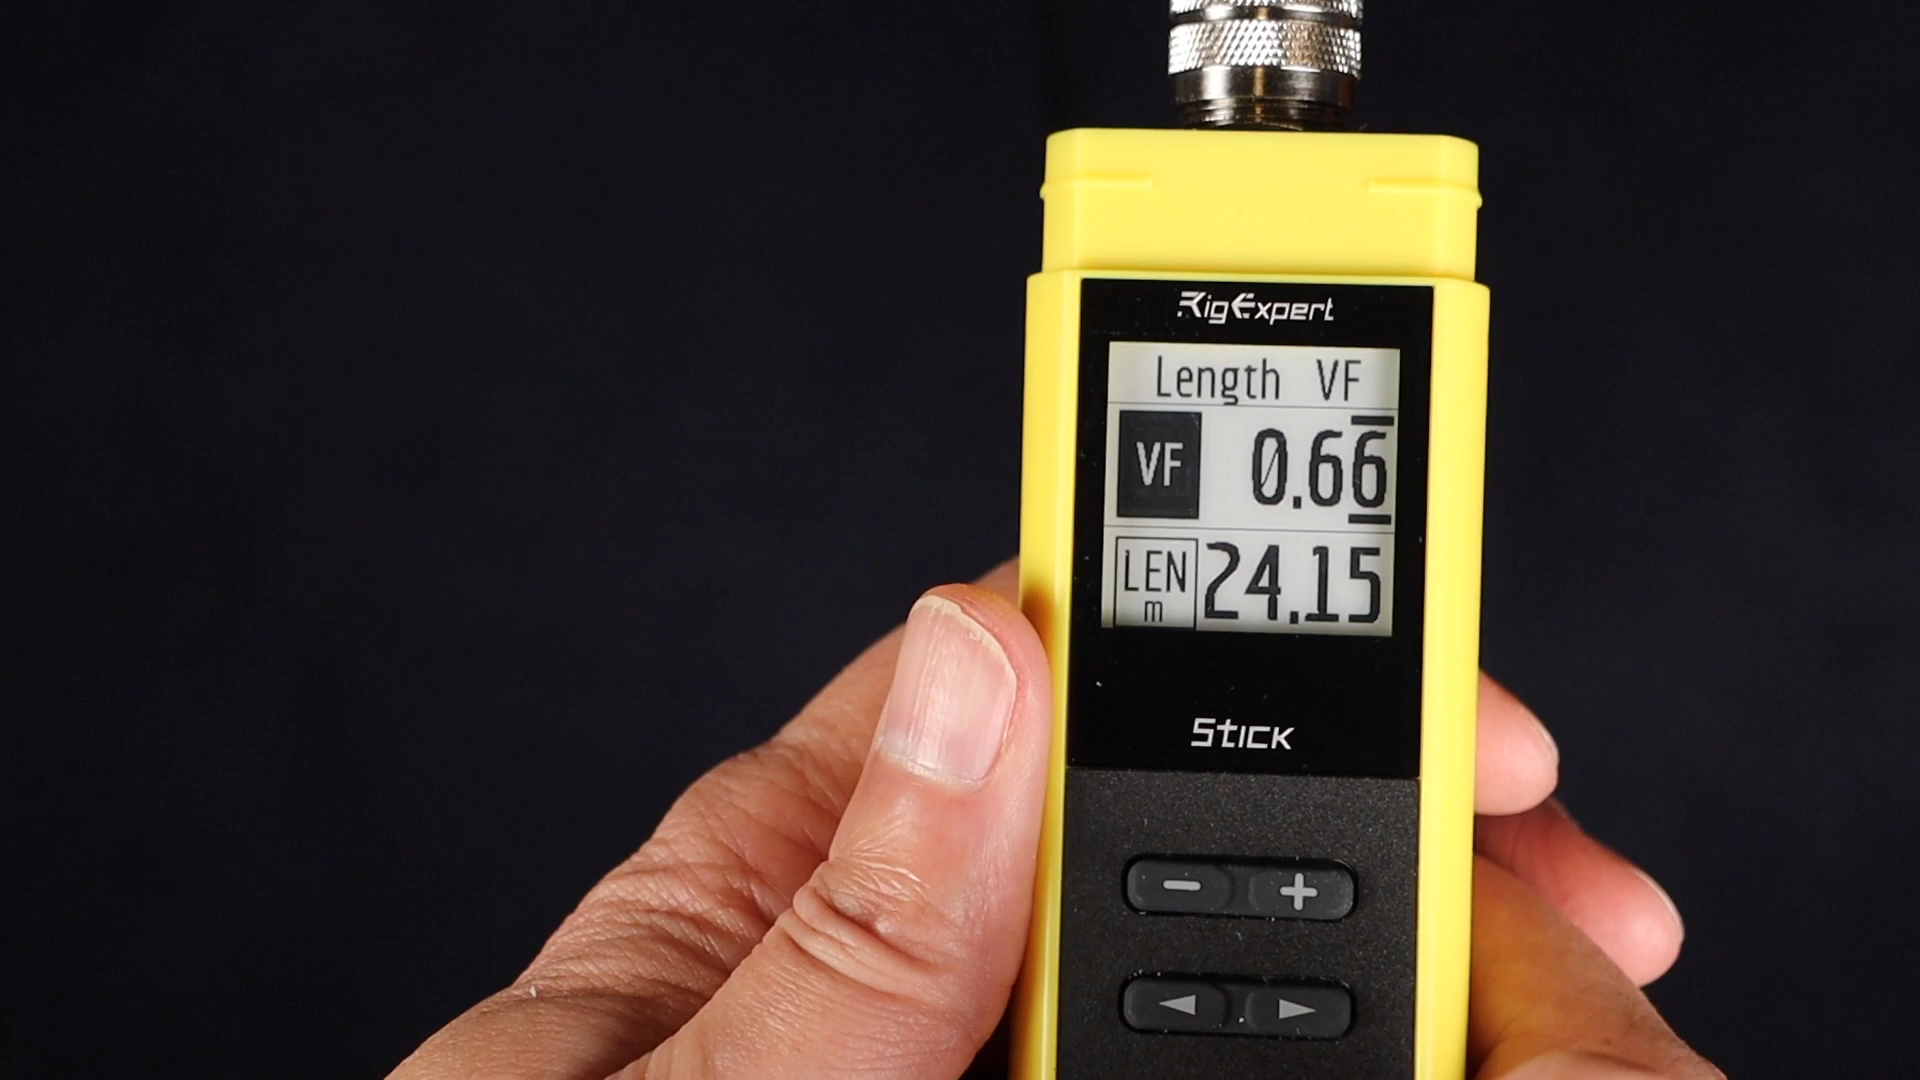 RigExpert
Length VF
VF 0.66
LEN m 24.15
Stick
- +